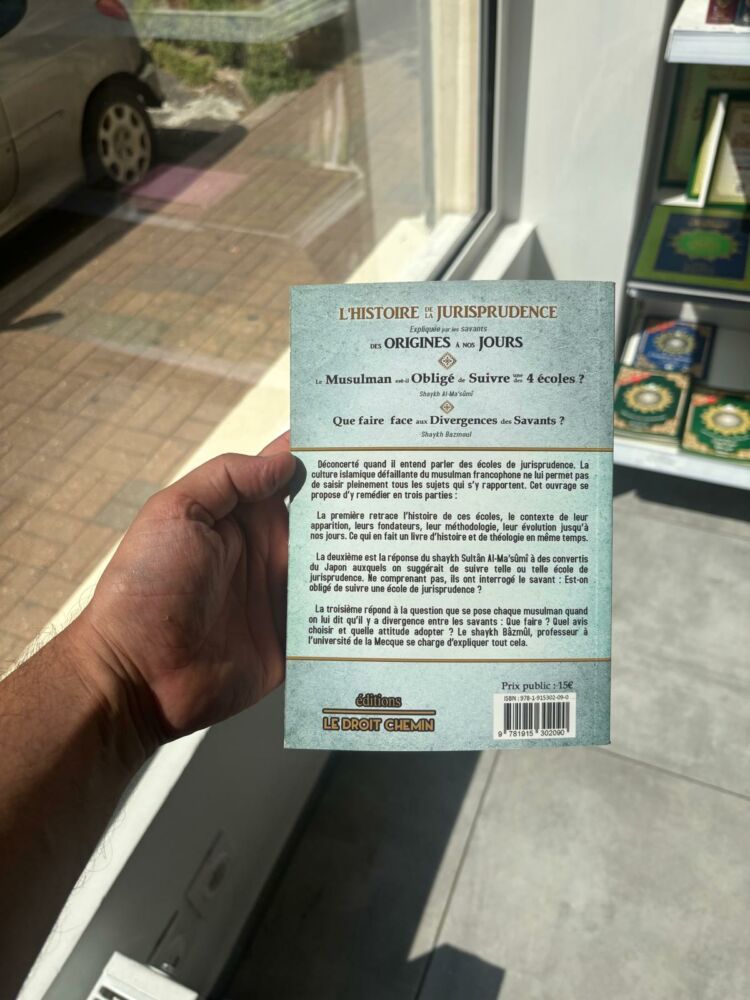 L'HISTOIRE DE LA JURISPRUDENCE
Expliquée par les savants
DES ORIGINES À NOS JOURS
Le Musulman est-il Obligé de Suivre une des 4 écoles ?
Shaykh Al-Ma'sûmî
Que faire face aux Divergences des Savants ?
Shaykh Bazmoul
Déconcerté quand il entend parler des écoles de jurisprudence. La
culture islamique défaillante du musulman francophone ne lui permet pas
de saisir pleinement tous les sujets qui s'y rapportent. Cet ouvrage se
propose d'y remédier en trois parties :
La première retrace l'histoire de ces écoles, le contexte de leur
apparition, leurs fondateurs, leur méthodologie, leur évolution jusqu'à
nos jours. Ce qui en fait un livre d'histoire et de théologie en même temps.
La deuxième est la réponse du shaykh Sultân Al-Ma'sûmî à des convertis
du Japon auxquels on suggérait de suivre telle ou telle école de
jurisprudence. Ne comprenant pas, ils ont interrogé le savant : Est-on
obligé de suivre une école de jurisprudence ?
La troisième répond à la question que se pose chaque musulman quand
on lui dit qu'il y a divergence entre les savants : Que faire ? Quel avis
choisir et quelle attitude adopter ? Le shaykh Bâzmûl, professeur à
l'université de la Mecque se charge d'expliquer tout cela.
éditions
LE DROIT CHEMIN
Prix public : 15€
ISBN : 978-1-915302-09-0
9 781915 302090